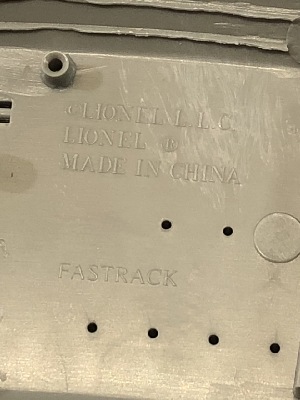 ©LIONEL L.L.C.
LIONEL ®
MADE IN CHINA
FASTRACK